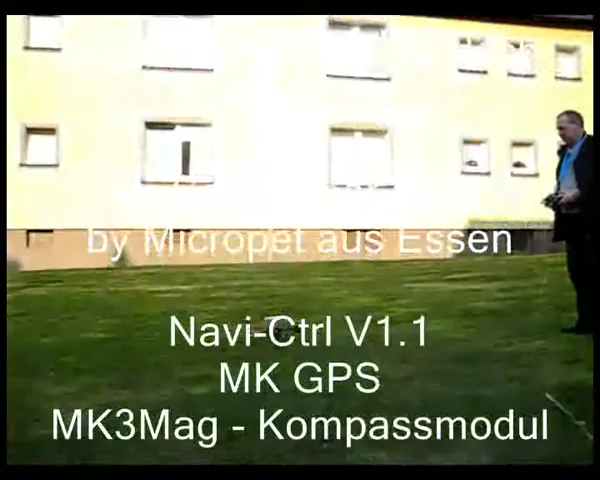 by Micropet aus Essen
Navi-Ctrl V1.1
MK GPS
MK3Mag - Kompassmodul